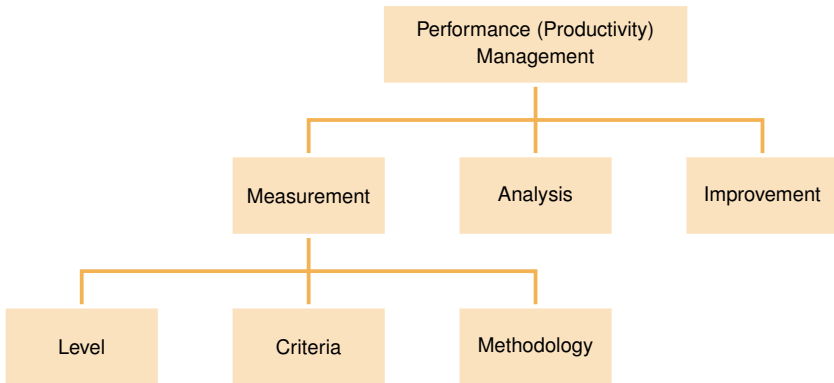 Performance (Productivity)
Management
Measurement
Analysis
Improvement
Level
Criteria
Methodology